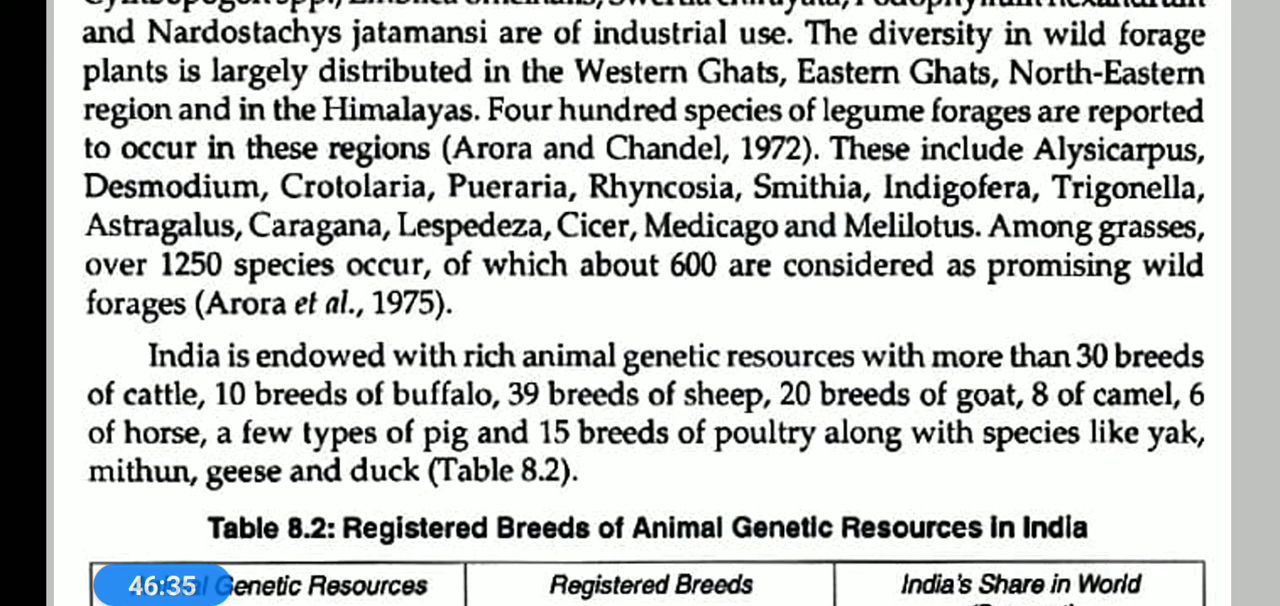 and Nardostachys jatamansi are of industrial use. The diversity in wild forage
plants is largely distributed in the Western Ghats, Eastern Ghats, North-Eastern
region and in the Himalayas. Four hundred species of legume forages are reported
to occur in these regions (Arora and Chandel, 1972). These include Alysicarpus,
Desmodium, Crotolaria, Pueraria, Rhyncosia, Smithia, Indigofera, Trigonella,
Astragalus, Caragana, Lespedeza, Cicer, Medicago and Melilotus. Among grasses,
over 1250 species occur, of which about 600 are considered as promising wild
forages (Arora et al., 1975).
India is endowed with rich animal genetic resources with more than 30 breeds
of cattle, 10 breeds of buffalo, 39 breeds of sheep, 20 breeds of goat, 8 of camel, 6
of horse, a few types of pig and 15 breeds of poultry along with species like yak,
mithun, geese and duck (Table 8.2).
Table 8.2: Registered Breeds of Animal Genetic Resources in India
46:35 Genetic Resources Registered Breeds India's Share in World